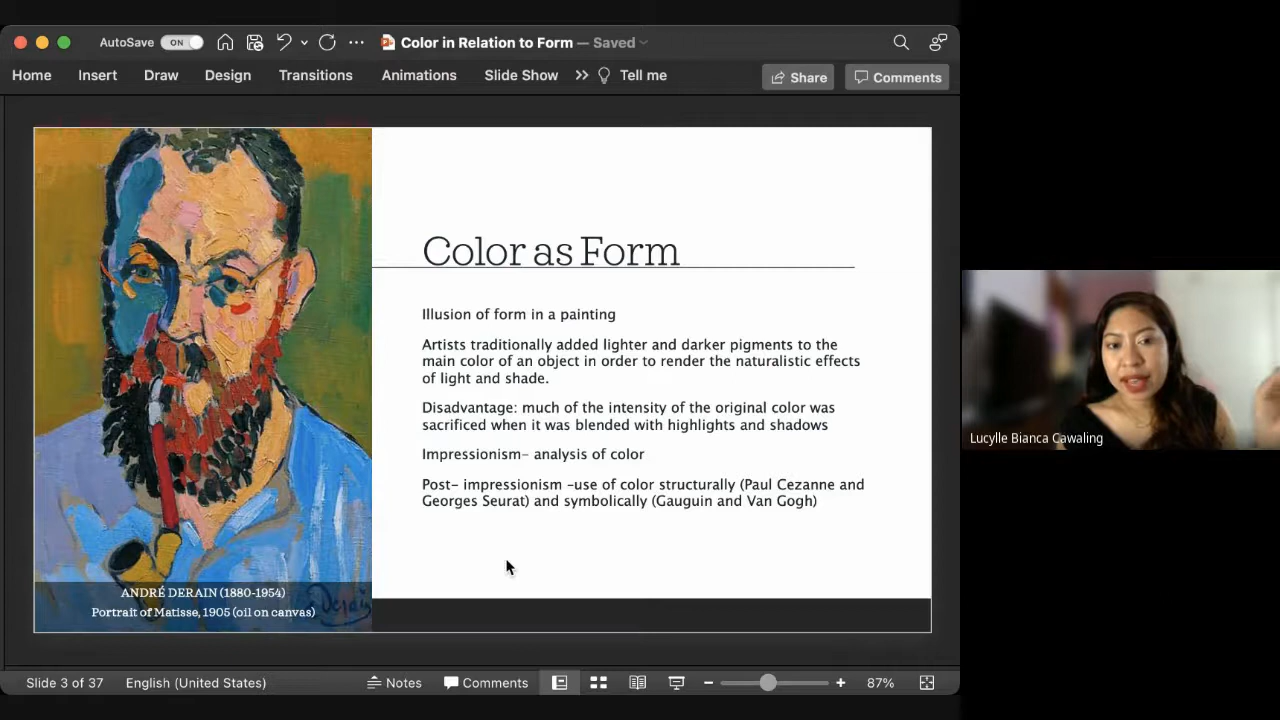 AutoSave ON Color in Relation to Form — Saved
Home Insert Draw Design Transitions Animations Slide Show Tell me Share Comments
Color as Form
Illusion of form in a painting
Artists traditionally added lighter and darker pigments to the
main color of an object in order to render the naturalistic effects
of light and shade.
Disadvantage: much of the intensity of the original color was
sacrificed when it was blended with highlights and shadows
Impressionism- analysis of color
Post- impressionism -use of color structurally (Paul Cezanne and
Georges Seurat) and symbolically (Gauguin and Van Gogh)
ANDRÉ DERAIN (1880-1954)
Portrait of Matisse, 1905 (oil on canvas)
Derain
Lucylle Bianca Cawaling
Slide 3 of 37 English (United States) Notes Comments 87%